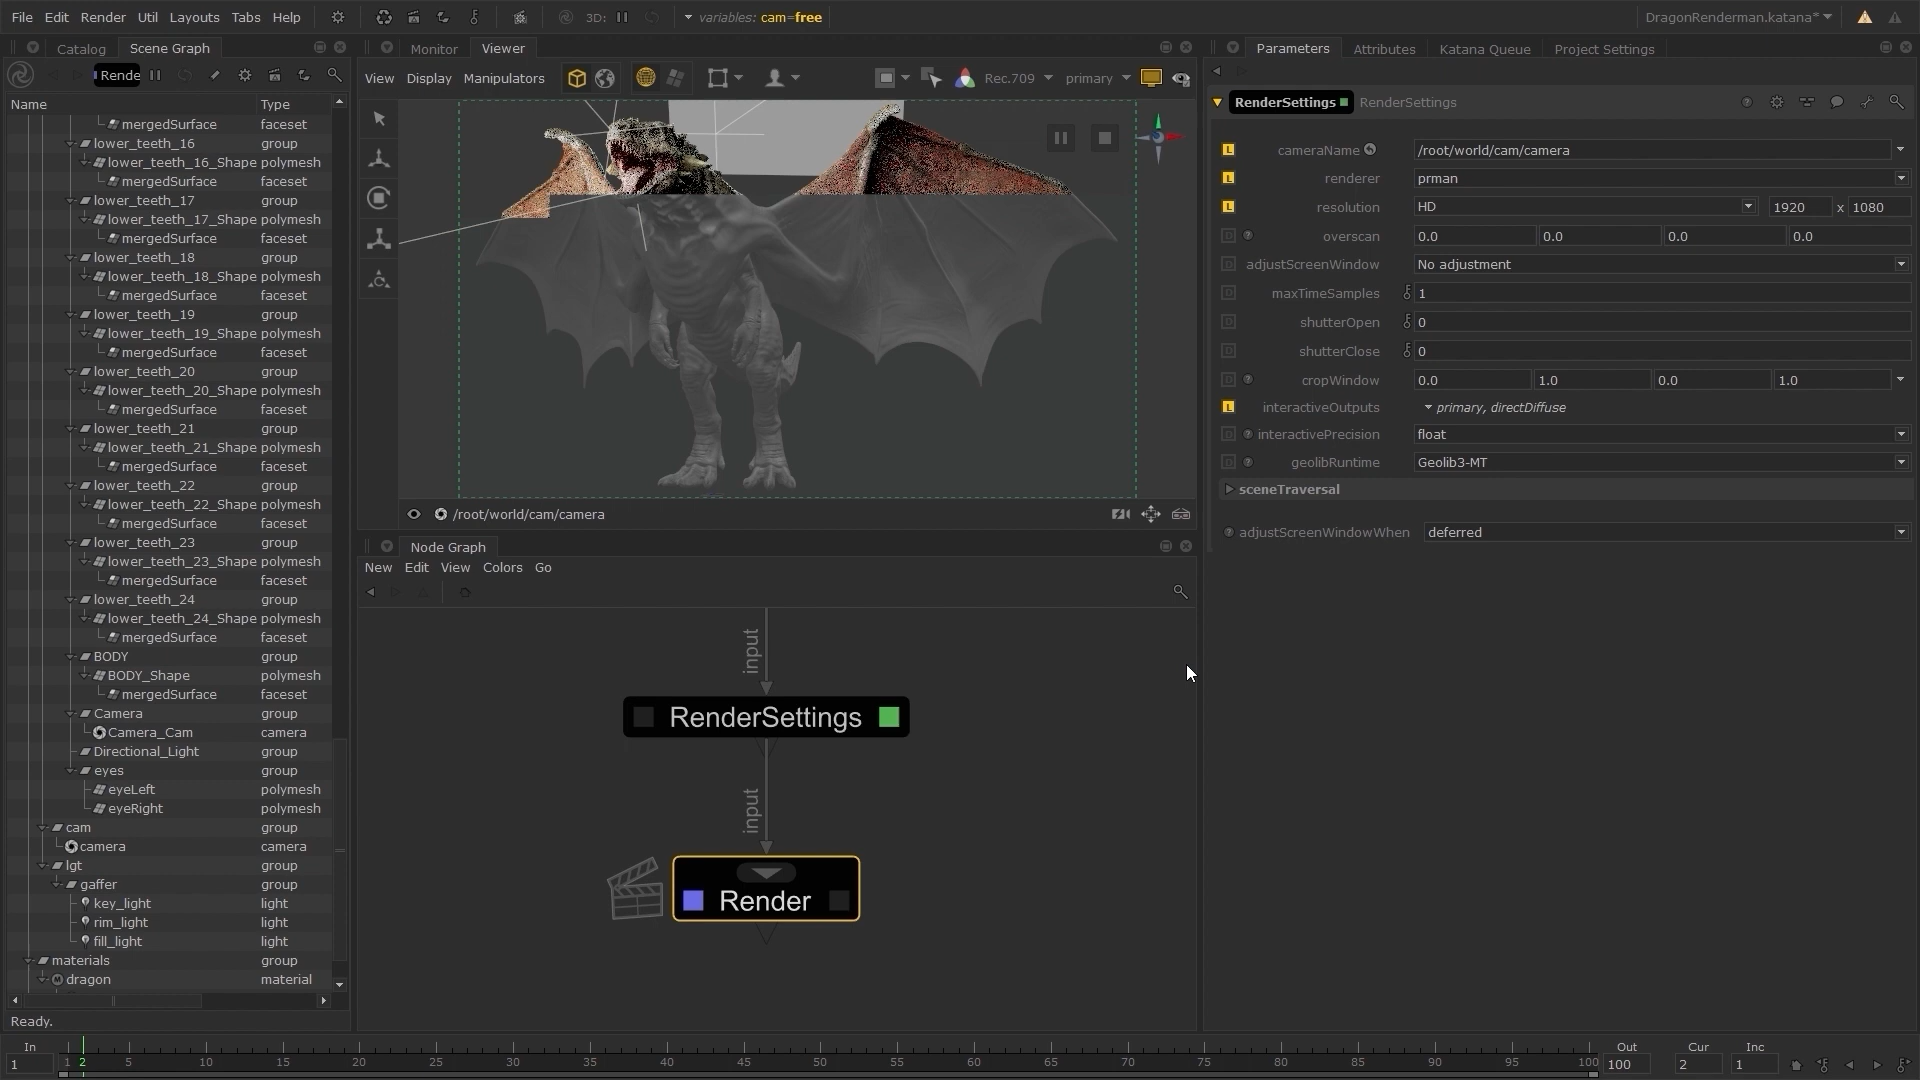 File Edit Render Util Layouts Tabs Help 3D: variables: cam=free DragonRenderman.katana*
Catalog Scene Graph
Rende
Name Type
mergedSurface faceset
lower_teeth_16 group
lower_teeth_16_Shape polymesh
mergedSurface faceset
lower_teeth_17 group
lower_teeth_17_Shape polymesh
mergedSurface faceset
lower_teeth_18 group
lower_teeth_18_Shape polymesh
mergedSurface faceset
lower_teeth_19 group
lower_teeth_19_Shape polymesh
mergedSurface faceset
lower_teeth_20 group
lower_teeth_20_Shape polymesh
mergedSurface faceset
lower_teeth_21 group
lower_teeth_21_Shape polymesh
mergedSurface faceset
lower_teeth_22 group
lower_teeth_22_Shape polymesh
mergedSurface faceset
lower_teeth_23 group
lower_teeth_23_Shape polymesh
mergedSurface faceset
lower_teeth_24 group
lower_teeth_24_Shape polymesh
mergedSurface faceset
BODY group
BODY_Shape polymesh
mergedSurface faceset
Camera group
Camera_Cam camera
Directional_Light group
eyes group
eyeLeft polymesh
eyeRight polymesh
cam group
camera camera
lgt group
gaffer group
key_light light
rim_light light
fill_light light
materials group
dragon material
Ready.
Monitor Viewer
View Display Manipulators Rec.709 primary
/root/world/cam/camera
Node Graph
New Edit View Colors Go
input
RenderSettings
input
Render
Parameters Attributes Katana Queue Project Settings
RenderSettings RenderSettings
L cameraName /root/world/cam/camera
L renderer prman
L resolution HD 1920 x 1080
D ? overscan 0.0 0.0 0.0 0.0
D adjustScreenWindow No adjustment
D maxTimeSamples 1
D shutterOpen 0
D shutterClose 0
D ? cropWindow 0.0 1.0 0.0 1.0
L interactiveOutputs primary, directDiffuse
D ? interactivePrecision float
D ? geolibRuntime Geolib3-MT
sceneTraversal
? adjustScreenWindowWhen deferred
In Out Cur Inc
1 1 2 5 10 15 20 25 30 35 40 45 50 55 60 65 70 75 80 85 90 95 100 100 2 1